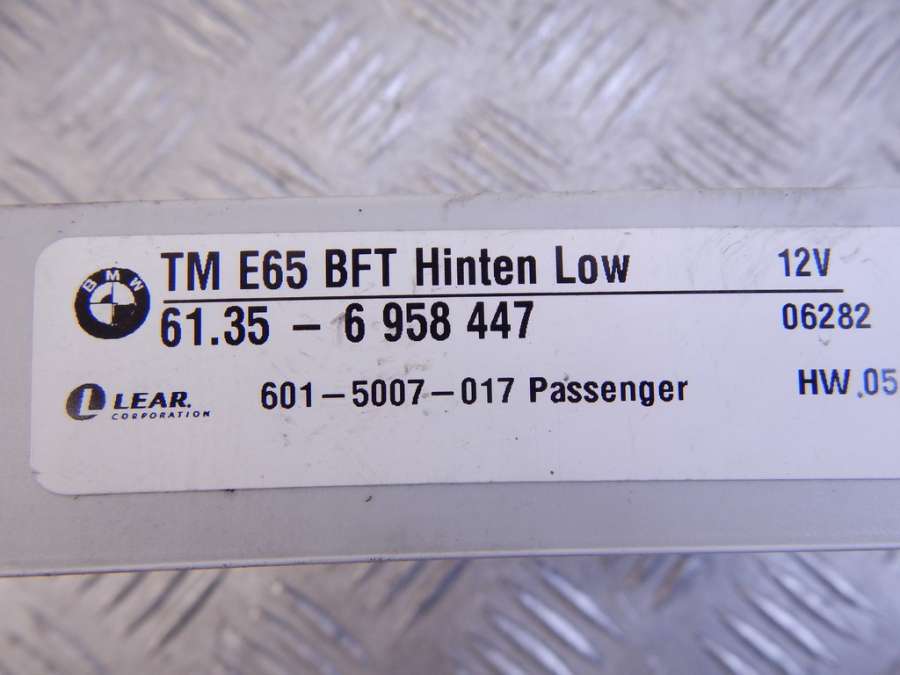 BMW
TM E65 BFT Hinten Low 12V
61.35 – 6 958 447 06282
LEAR. CORPORATION 601–5007–017 Passenger HW.05